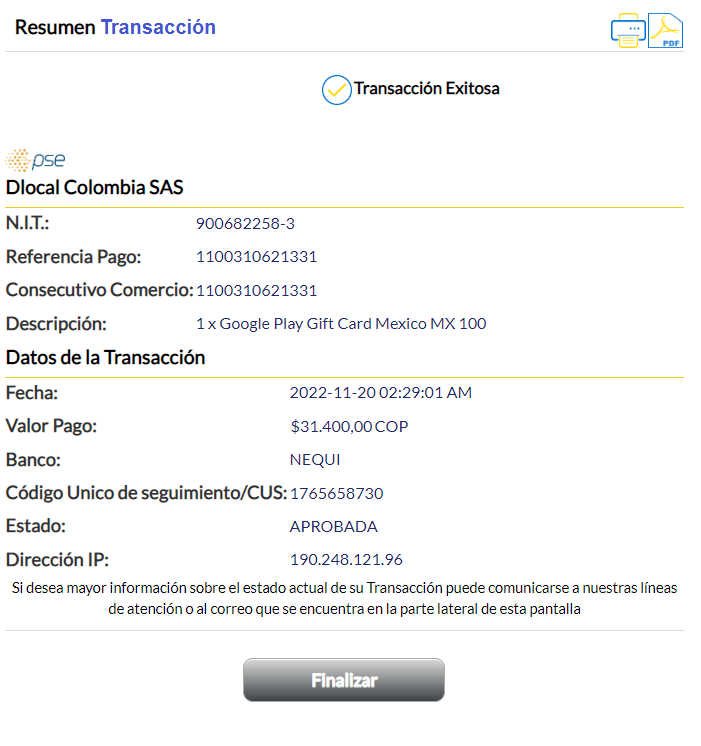 Resumen Transacción
PDF
Transacción Exitosa
pse
Dlocal Colombia SAS
N.I.T.: 900682258-3
Referencia Pago: 1100310621331
Consecutivo Comercio: 1100310621331
Descripción: 1 x Google Play Gift Card Mexico MX 100
Datos de la Transacción
Fecha: 2022-11-20 02:29:01 AM
Valor Pago: $31.400,00 COP
Banco: NEQUI
Código Unico de seguimiento/CUS: 1765658730
Estado: APROBADA
Dirección IP: 190.248.121.96
Si desea mayor información sobre el estado actual de su Transacción puede comunicarse a nuestras líneas
de atención o al correo que se encuentra en la parte lateral de esta pantalla
Finalizar